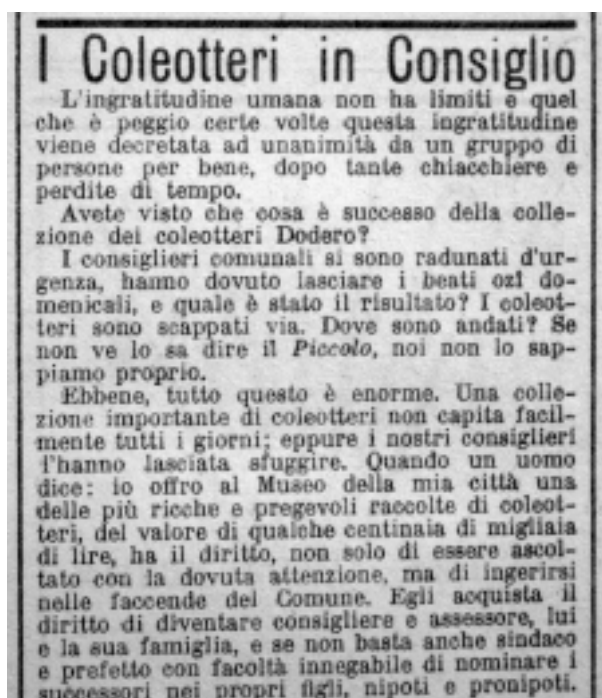 I Coleotteri in Consiglio
L'ingratitudine umana non ha limiti e quel
che è peggio certe volte questa ingratitudine
viene decretata ad unanimità da un gruppo di
persone per bene, dopo tante chiacchiere e
perdite di tempo.
Avete visto che cosa è successo della colle-
zione dei coleotteri Dodero?
I consiglieri comunali si sono radunati d'ur-
genza, hanno dovuto lasciare i beati ozi do-
menicali, e quale è stato il risultato? I coleot-
teri sono scappati via. Dove sono andati? Se
non ve lo sa dire il Piccolo, noi non lo sap-
piamo proprio.
Ebbene, tutto questo è enorme. Una colle-
zione importante di coleotteri non capita facil-
mente tutti i giorni; eppure i nostri consiglieri
l'hanno lasciata sfuggire. Quando un uomo
dice: io offro al Museo della mia città una
delle più ricche e pregevoli raccolte di coleot-
teri, del valore di qualche centinaia di migliaia
di lire, ha il diritto, non solo di essere ascol-
tato con la dovuta attenzione, ma di ingerirsi
nelle faccende del Comune. Egli acquista il
diritto di diventare consigliere e assessore, lui
e la sua famiglia, e se non basta anche sindaco
e prefetto con facoltà innegabile di nominare i
successori nei propri figli, nipoti e pronipoti.